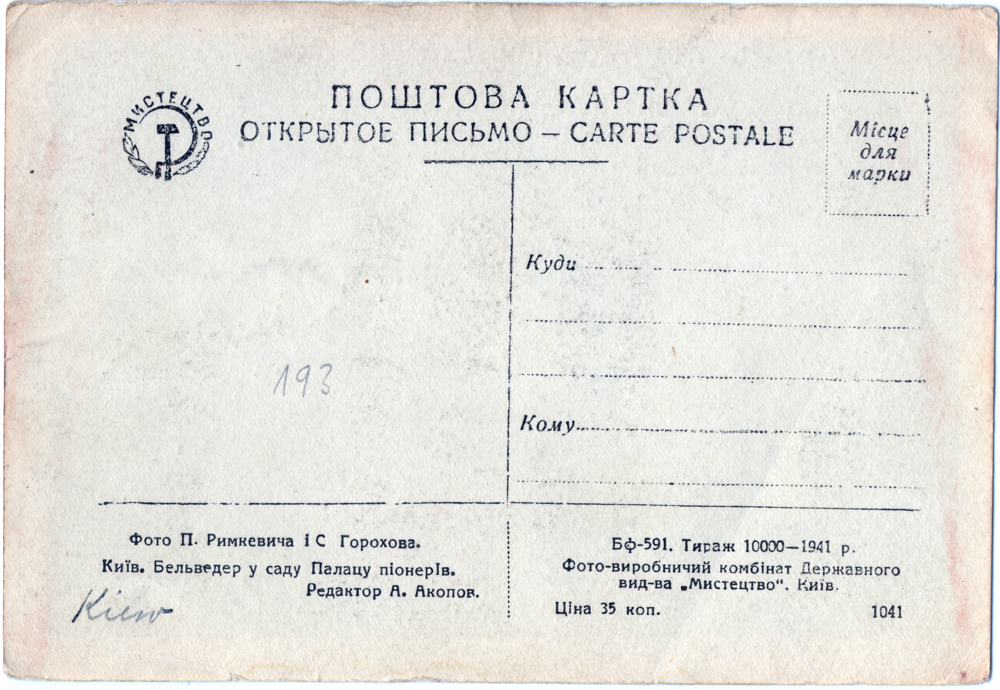 МИСТЕЦТВО
ПОШТОВА КАРТКА
ОТКРЫТОЕ ПИСЬМО — CARTE POSTALE
Місце
для
марки
Куди
193
Кому
Фото П. Римкевича і С Горохова.
Київ. Бельведер у саду Палацу піонерів.
Редактор А. Акопов.
Kiew
Бф-591. Тираж 10000—1941 р.
Фото-виробничий комбінат Державного
вид-ва „Мистецтво“. Київ.
Ціна 35 коп. 1041